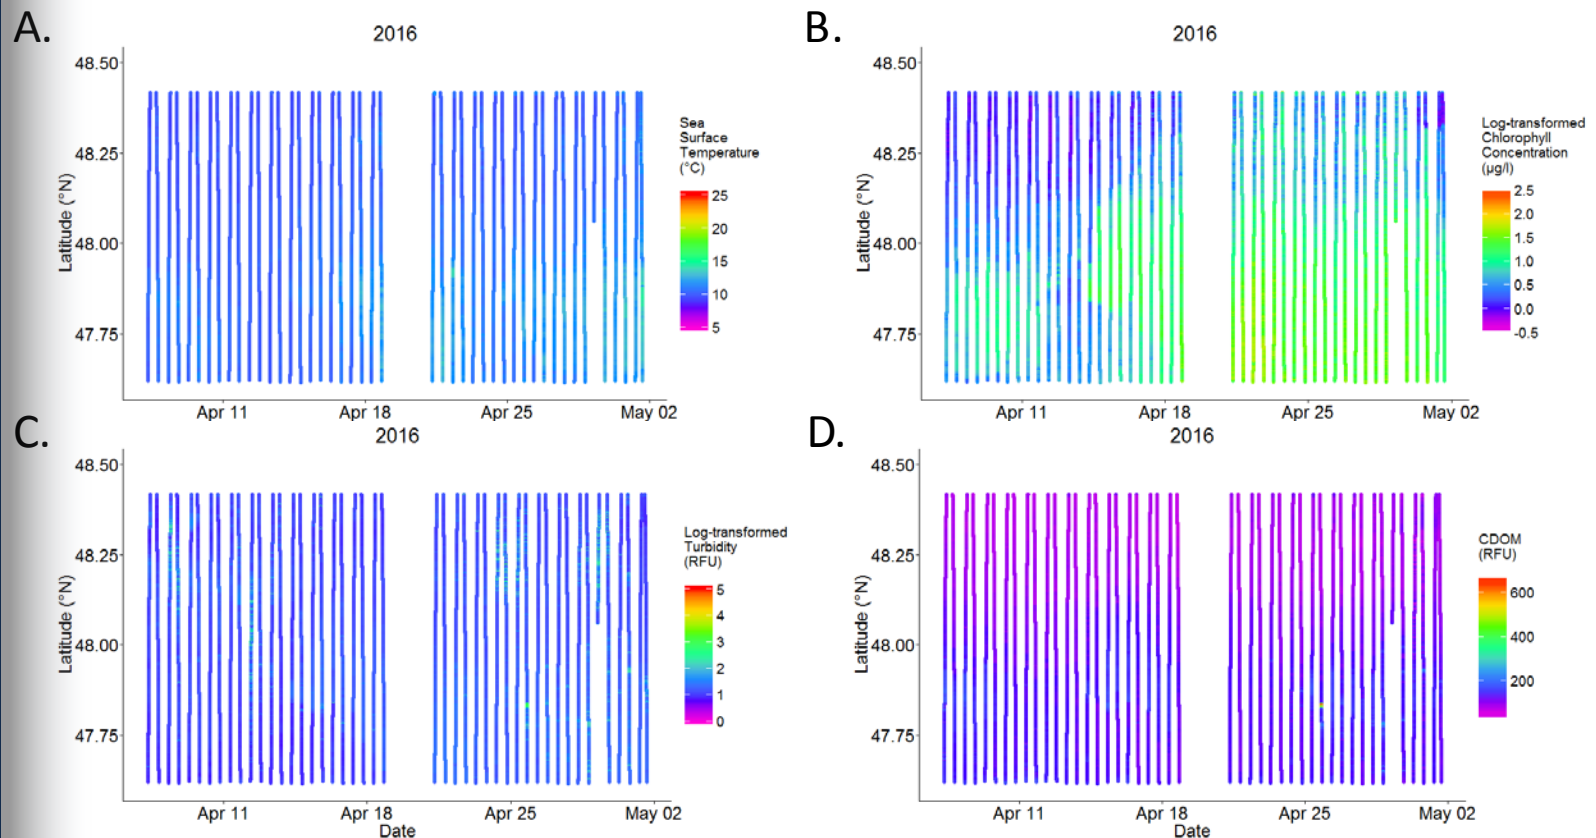 A.
2016
48.50
48.25
48.00
47.75
Latitude (°N)
Apr 11
Apr 18
Apr 25
May 02
Sea
Surface
Temperature
(°C)
25
20
15
10
5
B.
2016
48.50
48.25
48.00
47.75
Latitude (°N)
Apr 11
Apr 18
Apr 25
May 02
Log-transformed
Chlorophyll
Concentration
(µg/l)
2.5
2.0
1.5
1.0
0.5
0.0
-0.5
C.
2016
48.50
48.25
48.00
47.75
Latitude (°N)
Apr 11
Apr 18
Apr 25
May 02
Date
Log-transformed
Turbidity
(RFU)
5
4
3
2
1
0
D.
2016
48.50
48.25
48.00
47.75
Latitude (°N)
Apr 11
Apr 18
Apr 25
May 02
Date
CDOM
(RFU)
600
400
200